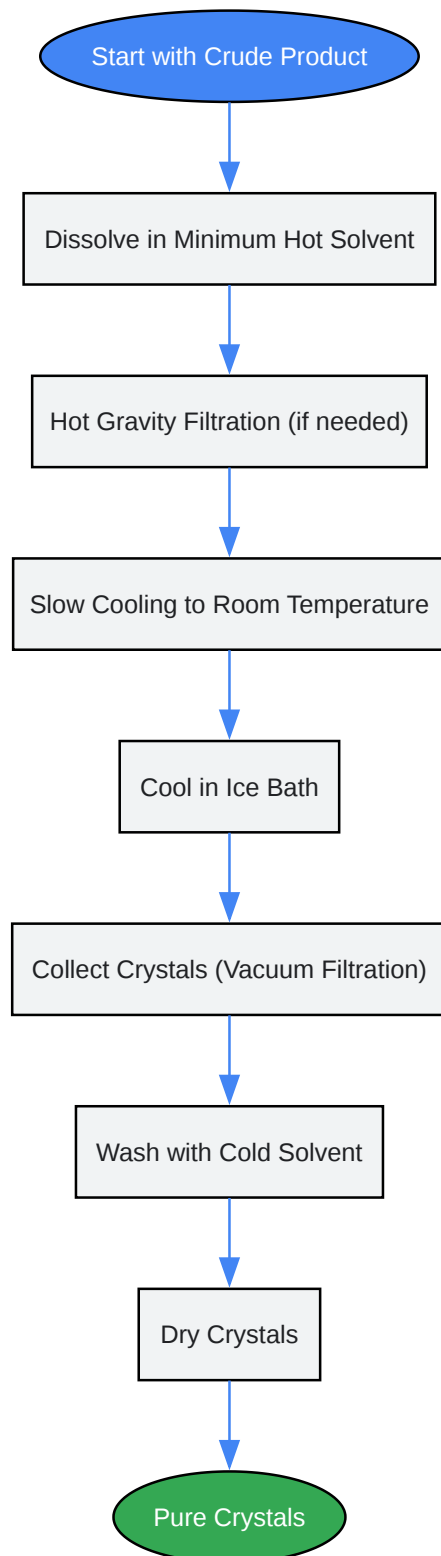 Start with Crude Product
Dissolve in Minimum Hot Solvent
Hot Gravity Filtration (if needed)
Slow Cooling to Room Temperature
Cool in Ice Bath
Collect Crystals (Vacuum Filtration)
Wash with Cold Solvent
Dry Crystals
Pure Crystals